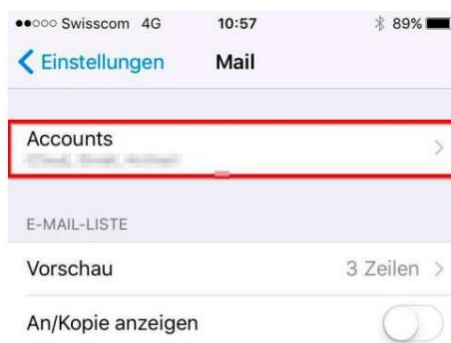 Swisscom 4G 10:57 89%
Einstellungen Mail
Accounts
E-MAIL-LISTE
Vorschau 3 Zeilen
An/Kopie anzeigen